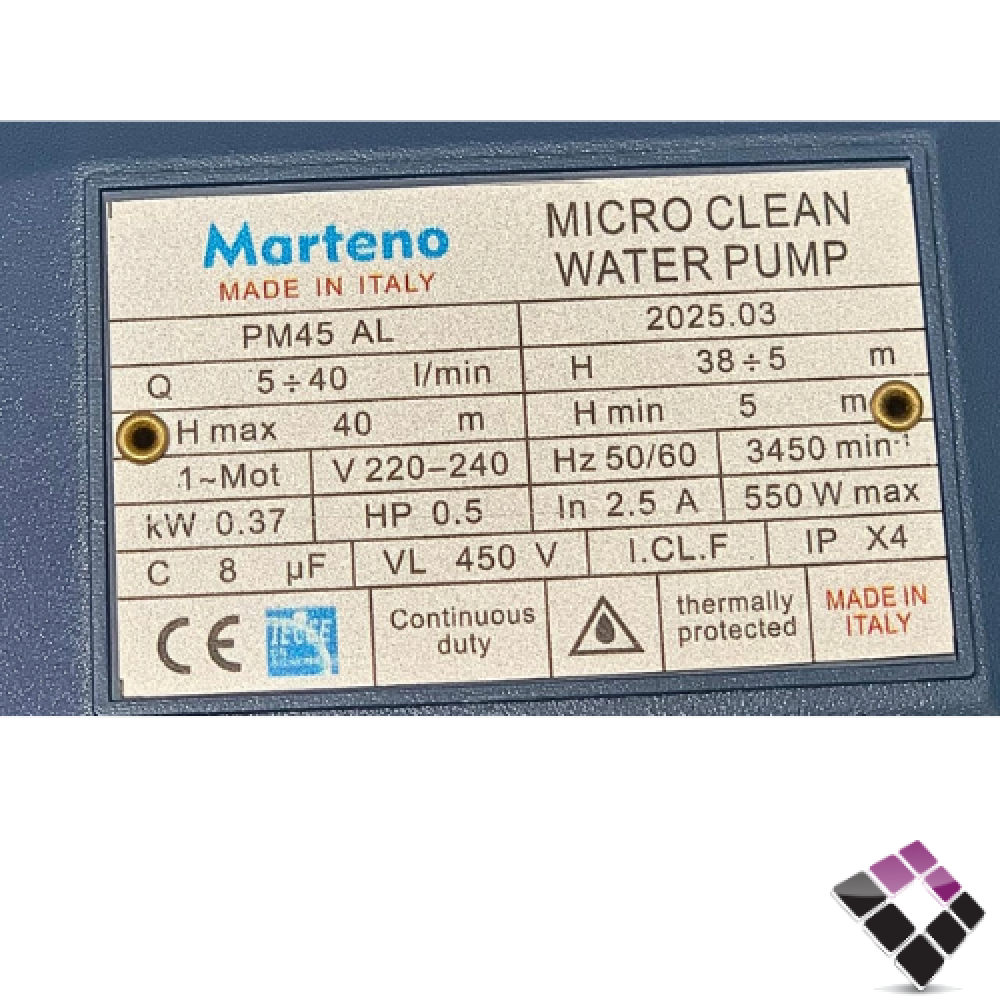 Marteno
MADE IN ITALY
MICRO CLEAN
WATER PUMP
PM45 AL 2025.03
Q 5÷40 l/min H 38÷5 m
H max 40 m H min 5 m
1~Mot V 220–240 Hz 50/60 3450 min⁻¹
kW 0.37 HP 0.5 In 2.5 A 550 W max
C 8 µF VL 450 V I.CL.F IP X4
CE
Continuous
duty
thermally
protected
MADE IN
ITALY